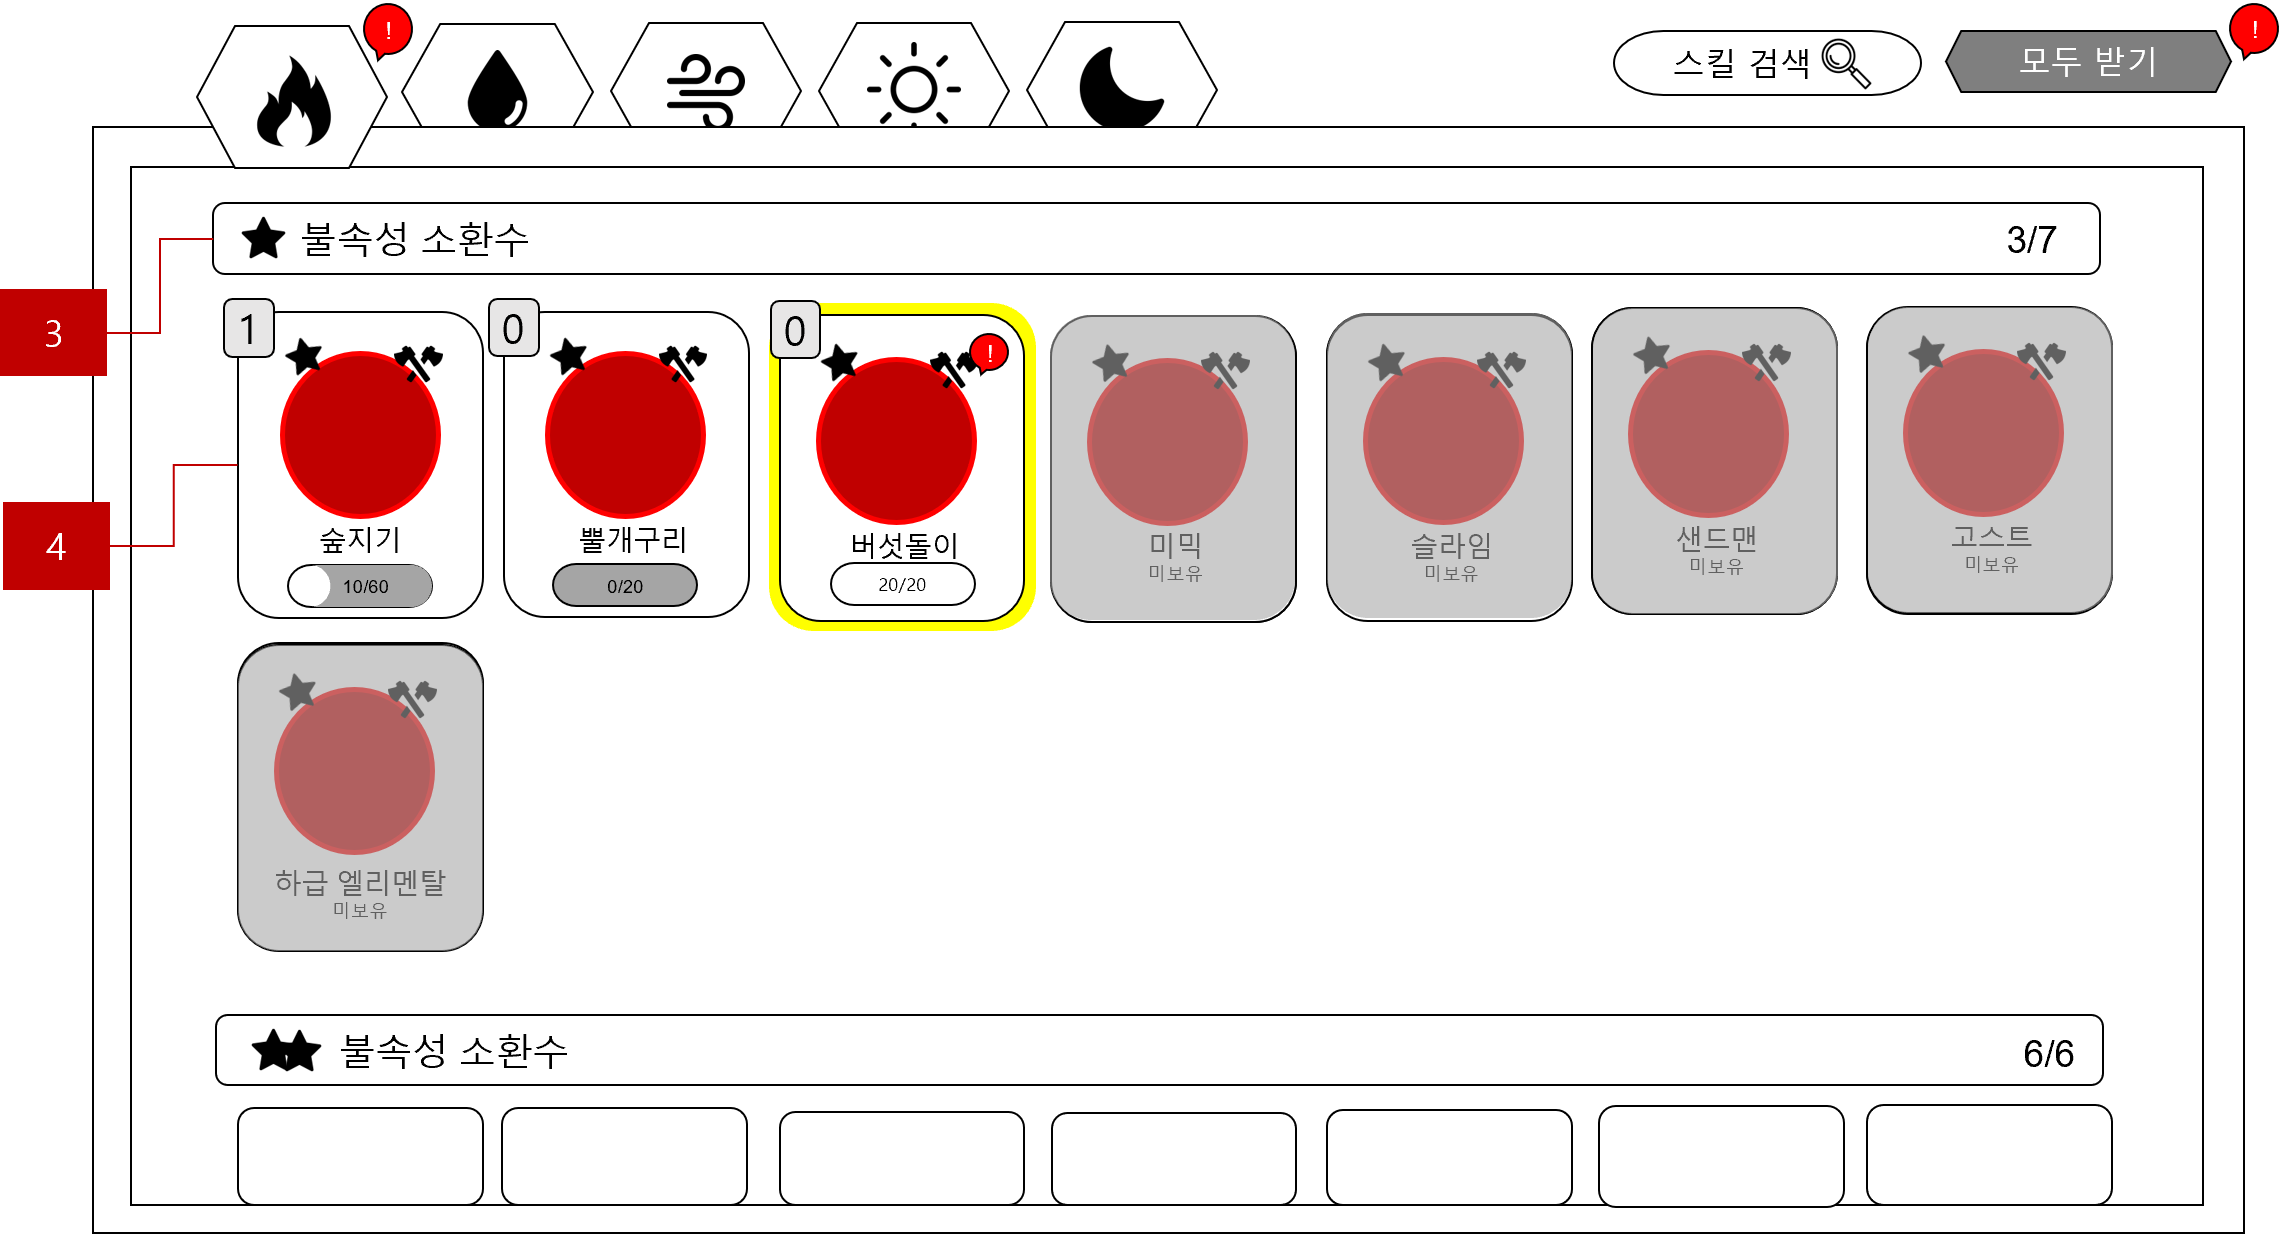 !
스킬 검색
모두 받기
!
불속성 소환수
3/7
3
1
0
0
!
숲지기
10/60
뿔개구리
0/20
버섯돌이
20/20
미믹
미보유
슬라임
미보유
샌드맨
미보유
고스트
미보유
4
하급 엘리멘탈
미보유
불속성 소환수
6/6